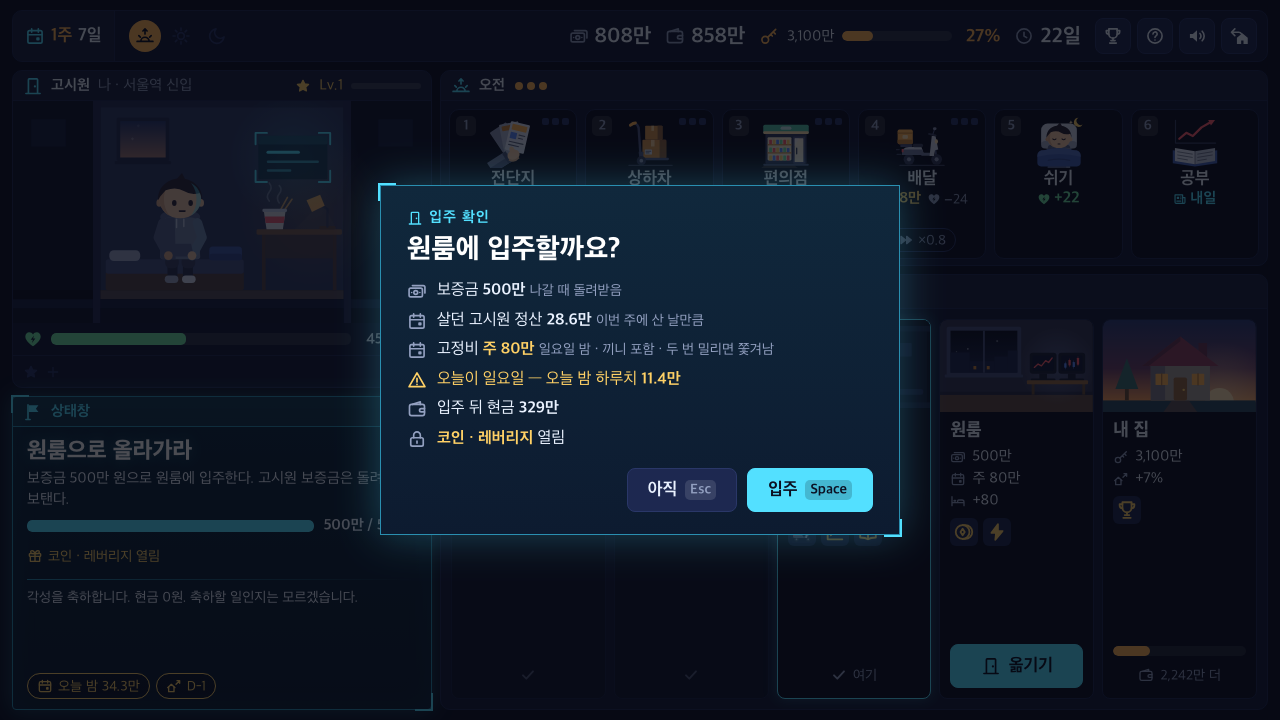 1주 7일
808만 858만 3,100만 27% 22일
고시원 나 · 서울역 신입 Lv.1
오전
1 전단지
2 상하차
3 편의점
4 배달
8만 ~24
×0.8
5 쉬기
+22
6 공부
내일
입주 확인
원룸에 입주할까요?
보증금 500만 나갈 때 돌려받음
살던 고시원 정산 28.6만 이번 주에 산 날만큼
고정비 주 80만 일요일 밤 · 끼니 포함 · 두 번 밀리면 쫓겨남
오늘이 일요일 — 오늘 밤 하루치 11.4만
입주 뒤 현금 329만
코인 · 레버리지 열림
아직 Esc
입주 Space
상태창
원룸으로 올라가라
보증금 500만 원으로 원룸에 입주한다. 고시원 보증금은
보탠다.
500만 /
코인 · 레버리지 열림
각성을 축하합니다. 현금 0원. 축하할 일인지는 모르겠습니다.
오늘 밤 34.3만
D-1
여기
원룸
500만
주 80만
+80
옮기기
내 집
3,100만
+7%
2,242만 더